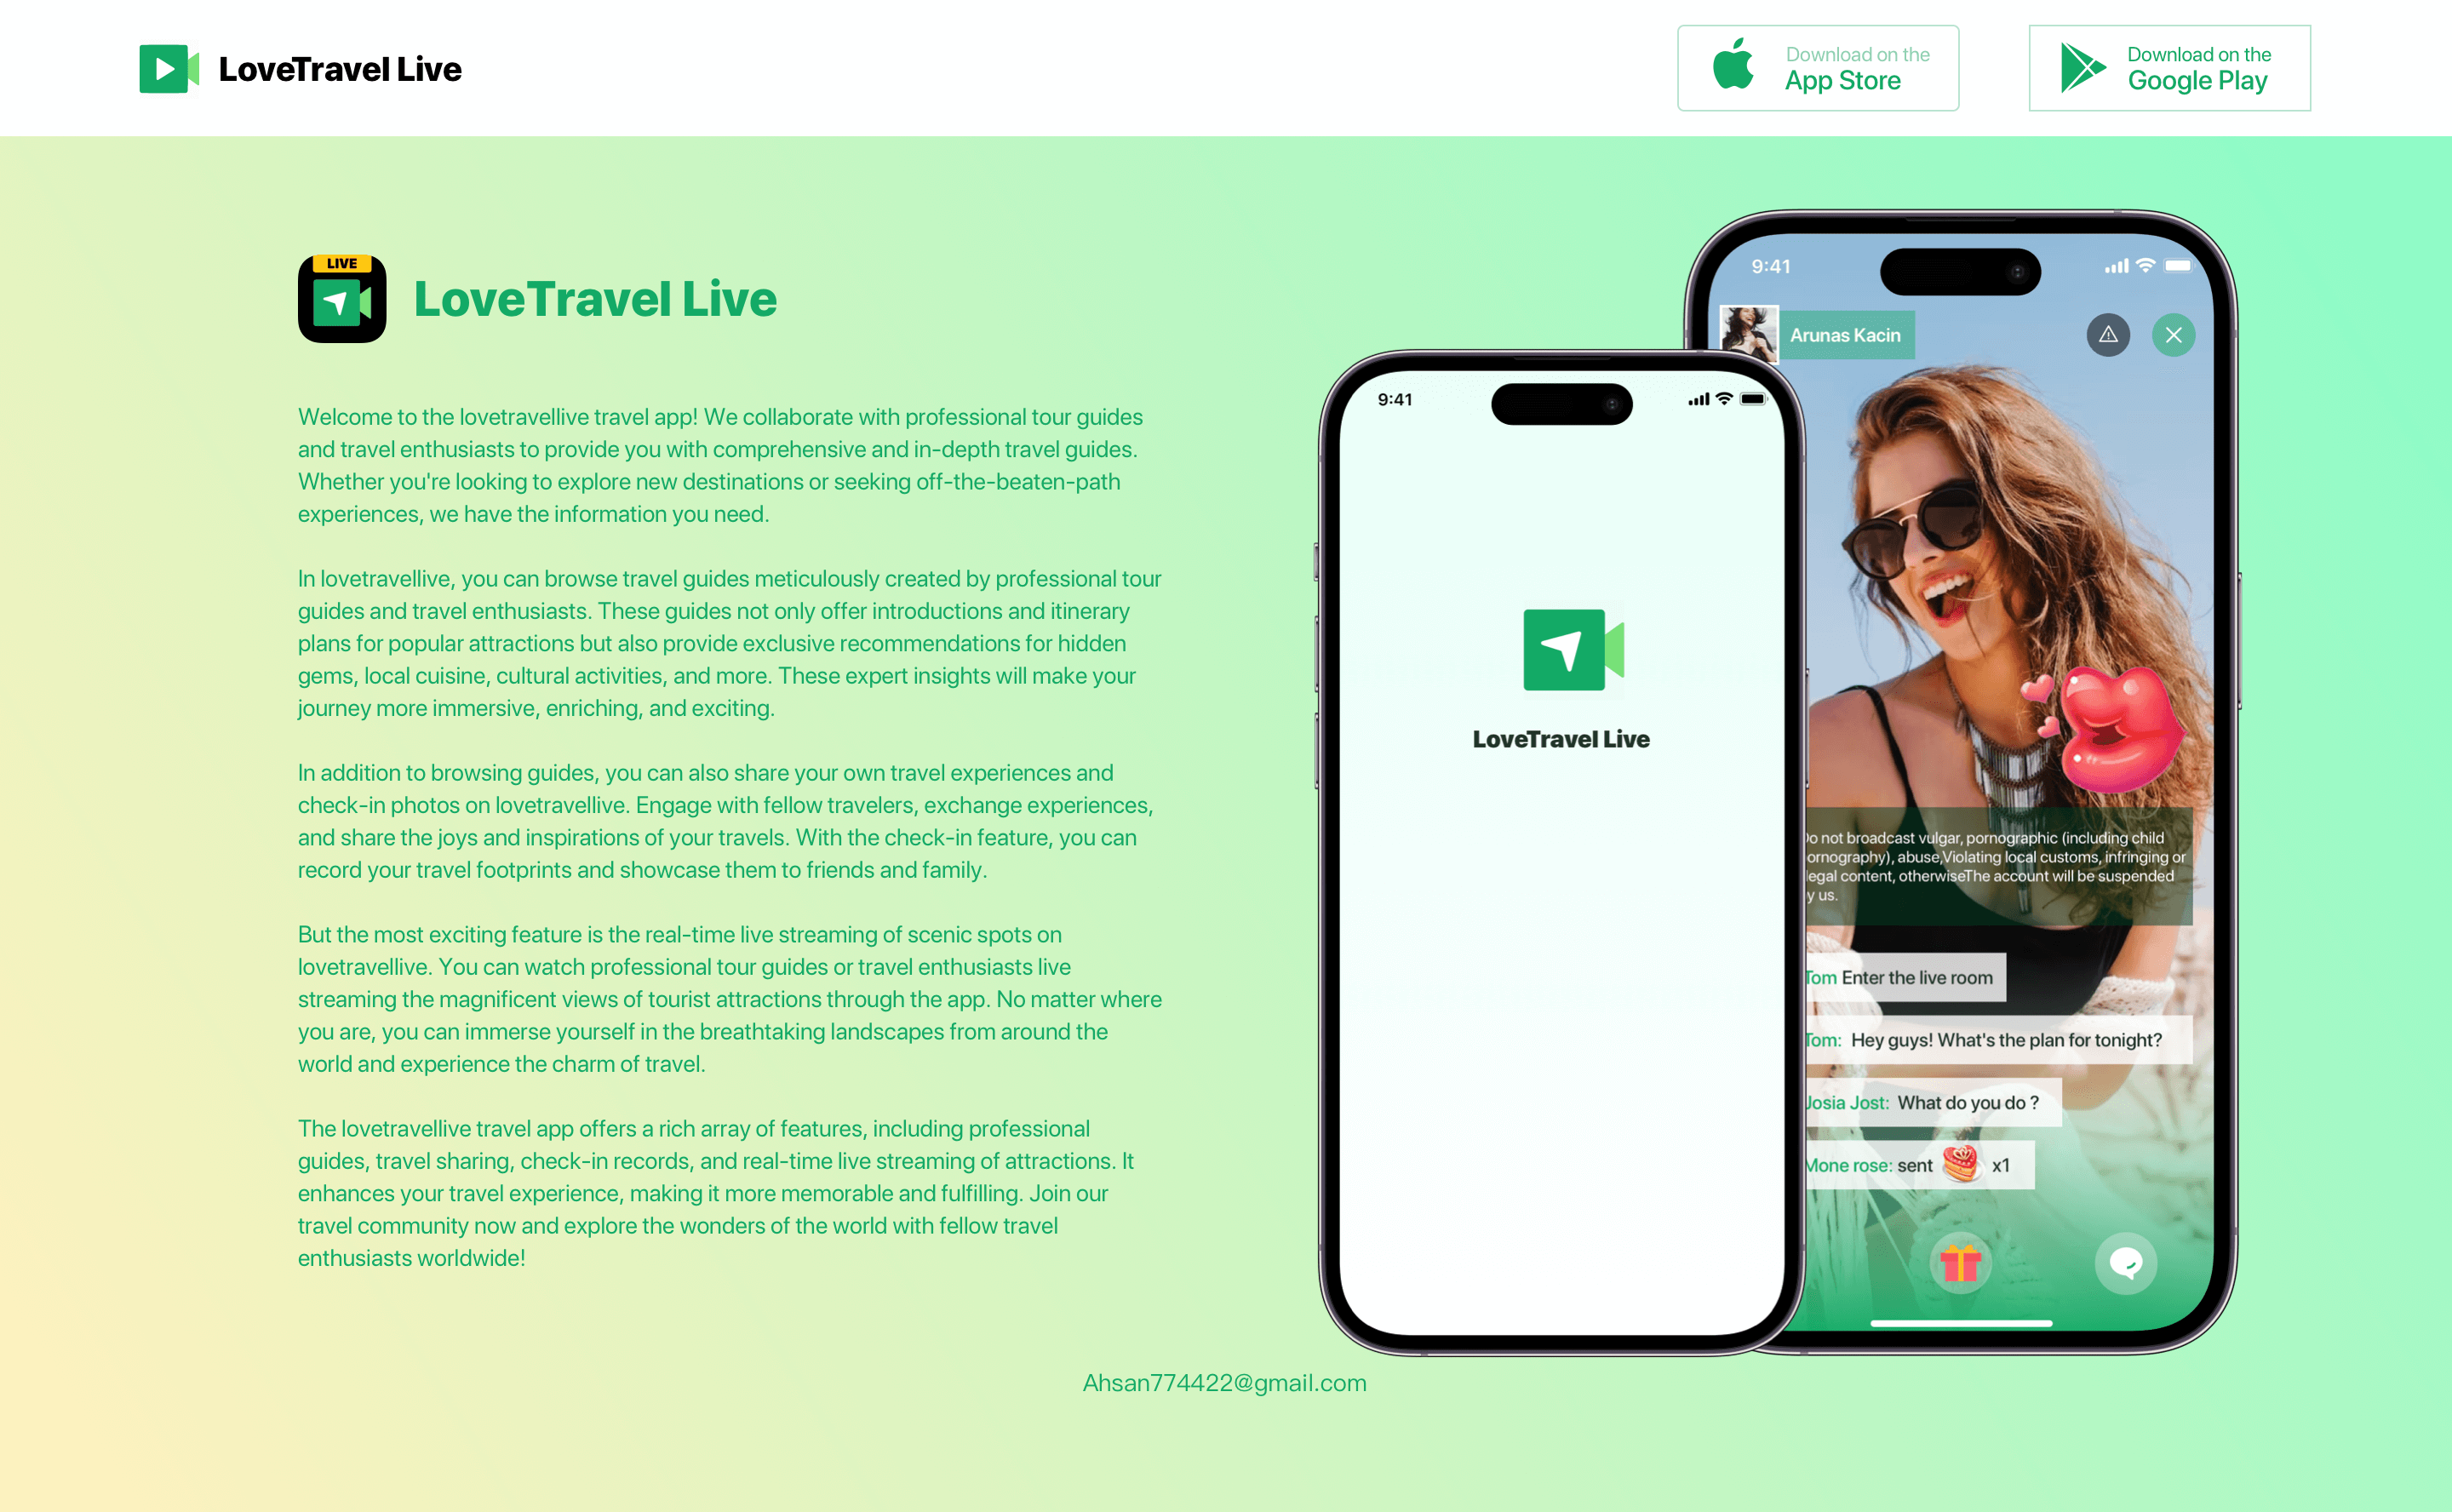 LoveTravel Live
Download on the
App Store
Download on the
Google Play
LIVE
LoveTravel Live
Welcome to the lovetravellive travel app! We collaborate with professional tour guides
and travel enthusiasts to provide you with comprehensive and in-depth travel guides.
Whether you're looking to explore new destinations or seeking off-the-beaten-path
experiences, we have the information you need.
In lovetravellive, you can browse travel guides meticulously created by professional tour
guides and travel enthusiasts. These guides not only offer introductions and itinerary
plans for popular attractions but also provide exclusive recommendations for hidden
gems, local cuisine, cultural activities, and more. These expert insights will make your
journey more immersive, enriching, and exciting.
In addition to browsing guides, you can also share your own travel experiences and
check-in photos on lovetravellive. Engage with fellow travelers, exchange experiences,
and share the joys and inspirations of your travels. With the check-in feature, you can
record your travel footprints and showcase them to friends and family.
But the most exciting feature is the real-time live streaming of scenic spots on
lovetravellive. You can watch professional tour guides or travel enthusiasts live
streaming the magnificent views of tourist attractions through the app. No matter where
you are, you can immerse yourself in the breathtaking landscapes from around the
world and experience the charm of travel.
The lovetravellive travel app offers a rich array of features, including professional
guides, travel sharing, check-in records, and real-time live streaming of attractions. It
enhances your travel experience, making it more memorable and fulfilling. Join our
travel community now and explore the wonders of the world with fellow travel
enthusiasts worldwide!
9:41
LoveTravel Live
9:41
Arunas Kacin
o not broadcast vulgar, pornographic (including child
ornography), abuse,Violating local customs, infringing or
legal content, otherwiseThe account will be suspended
y us.
Tom Enter the live room
Tom: Hey guys! What's the plan for tonight?
Josia Jost: What do you do ?
Mone rose: sent x1
Ahsan774422@gmail.com